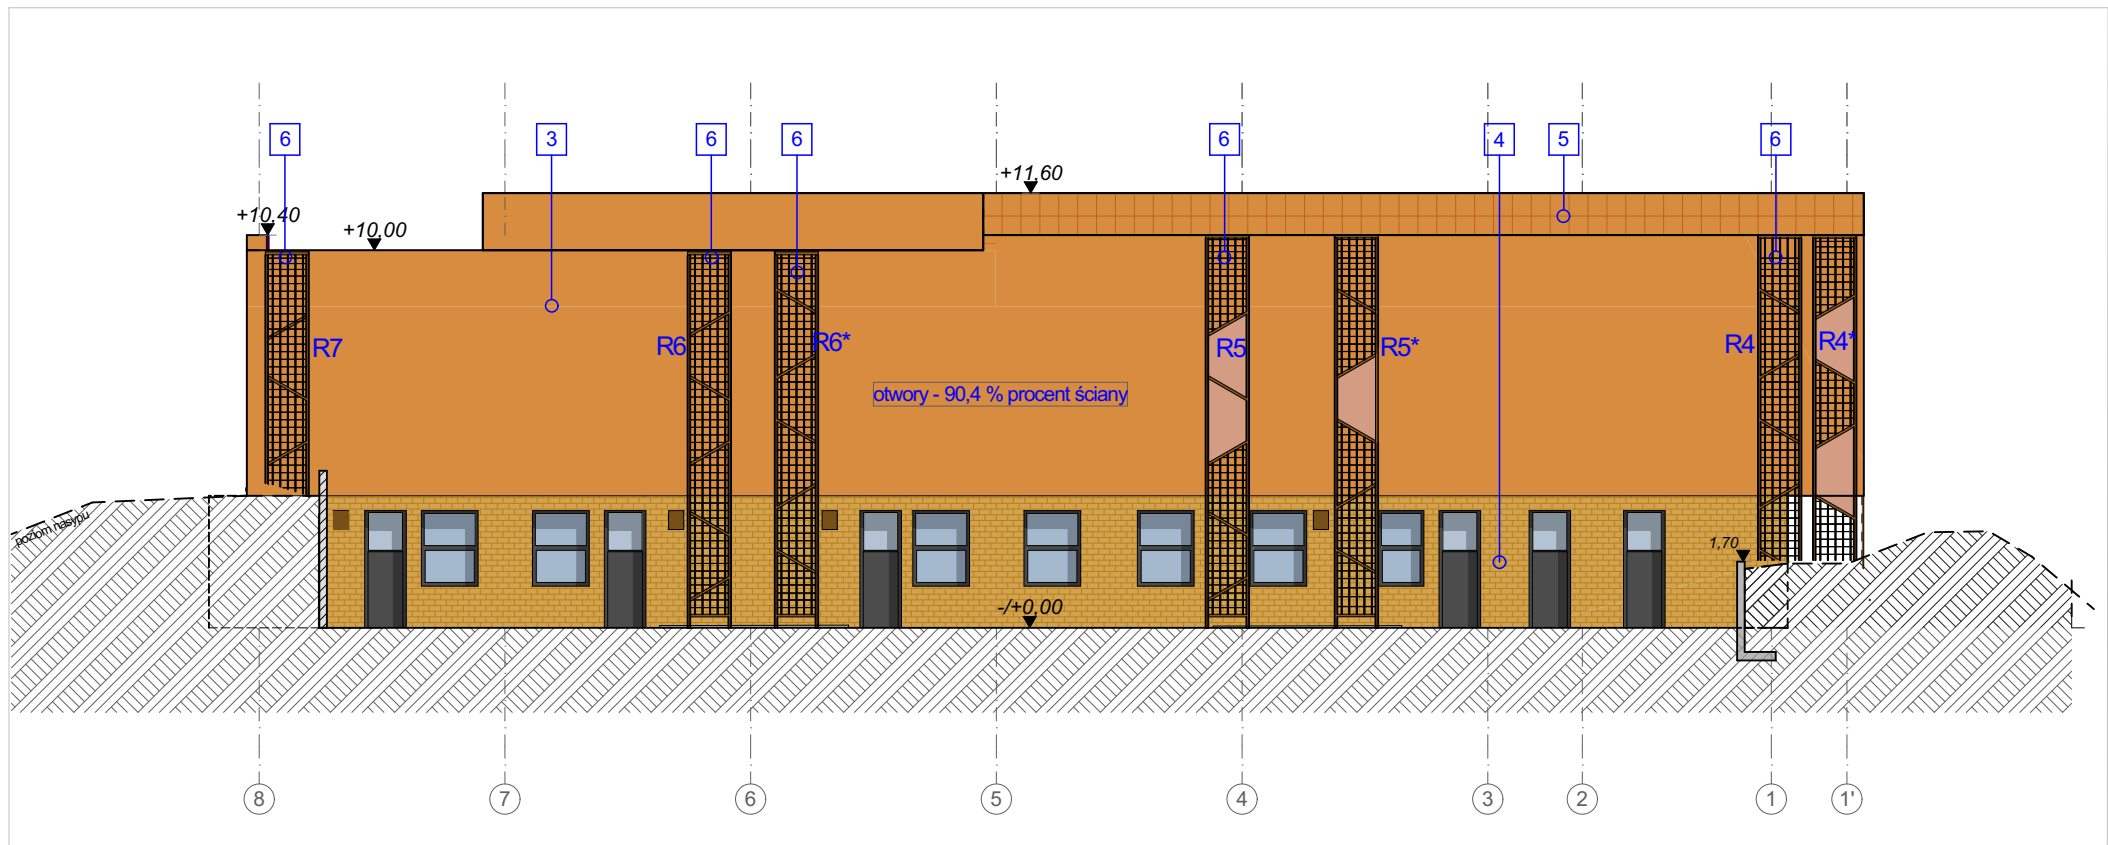 6
3
6
6
6
4
5
6
+11,60
+10,40
+10,00
R7
R6
R6*
R5
R5*
R4
R4*
otwory - 90,4 % procent ściany
poziom nasypu
1,70
-/+0,00
8
7
6
5
4
3
2
1
1'